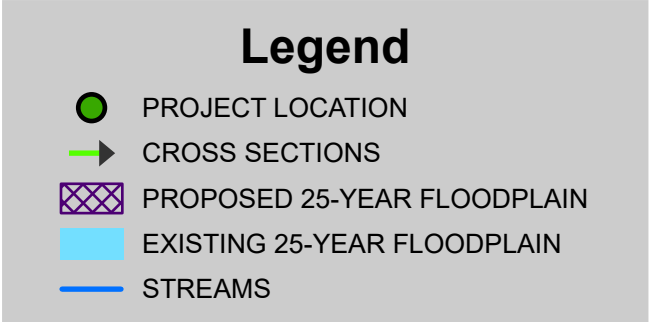 Legend
PROJECT LOCATION
CROSS SECTIONS
PROPOSED 25-YEAR FLOODPLAIN
EXISTING 25-YEAR FLOODPLAIN
STREAMS